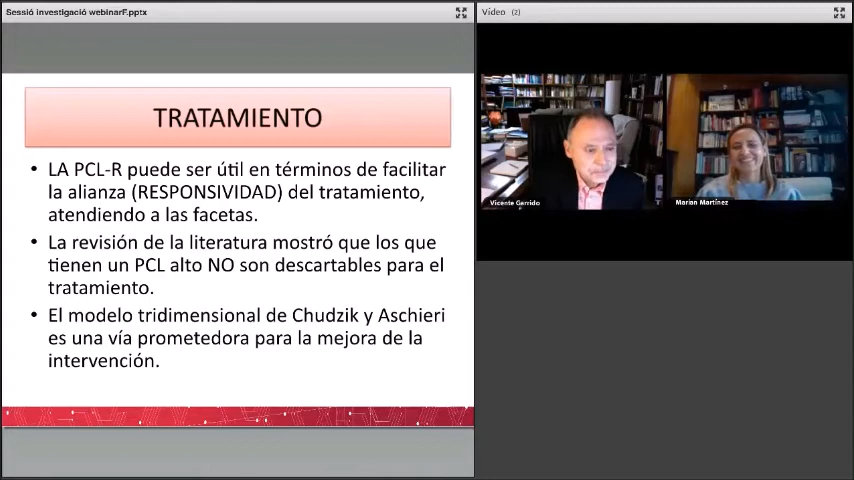 Sessió investigació webinarF.pptx
Vídeo (2)
TRATAMIENTO
• LA PCL-R puede ser útil en términos de facilitar
la alianza (RESPONSIVIDAD) del tratamiento,
atendiendo a las facetas.
• La revisión de la literatura mostró que los que
tienen un PCL alto NO son descartables para el
tratamiento.
• El modelo tridimensional de Chudzik y Aschieri
es una vía prometedora para la mejora de la
intervención.
Vicente Garrido
Marian Martínez